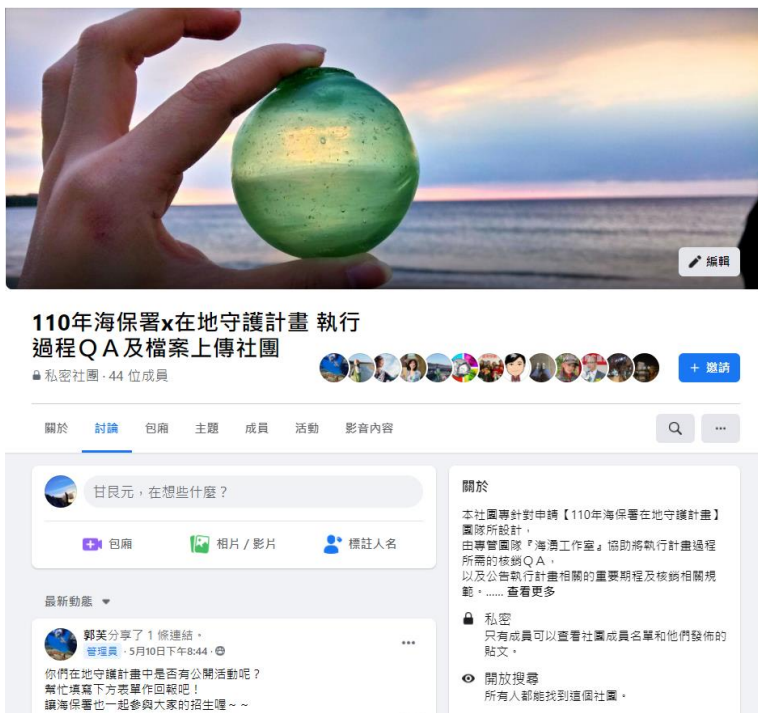 編輯
110年海保署x在地守護計畫 執行
過程QA及檔案上傳社團
私密社團·44 位成員
+ 邀請
關於
討論
包廂
主題
成員
活動
影音內容
甘艮元,在想些什麼?
包廂
相片 / 影片
標註人名
最新動態
郭芙分享了 1 條連結。
管理員 · 5月10日下午8:44 ·
你們在地守護計畫中是否有公開活動呢?
幫忙填寫下方表單作回報吧!
讓海保署也一起參與大家的招生喔~~
關於
本社團專針對申請【110年海保署在地守護計畫】
團隊所設計,
由專管團隊『海湧工作室』協助將執行計畫過程
所需的核銷QA,
以及公告執行計畫相關的重要期程及核銷相關規
範。...... 查看更多
私密
只有成員可以查看社團成員名單和他們發佈的
貼文。
開放搜尋
所有人都能找到這個社團。